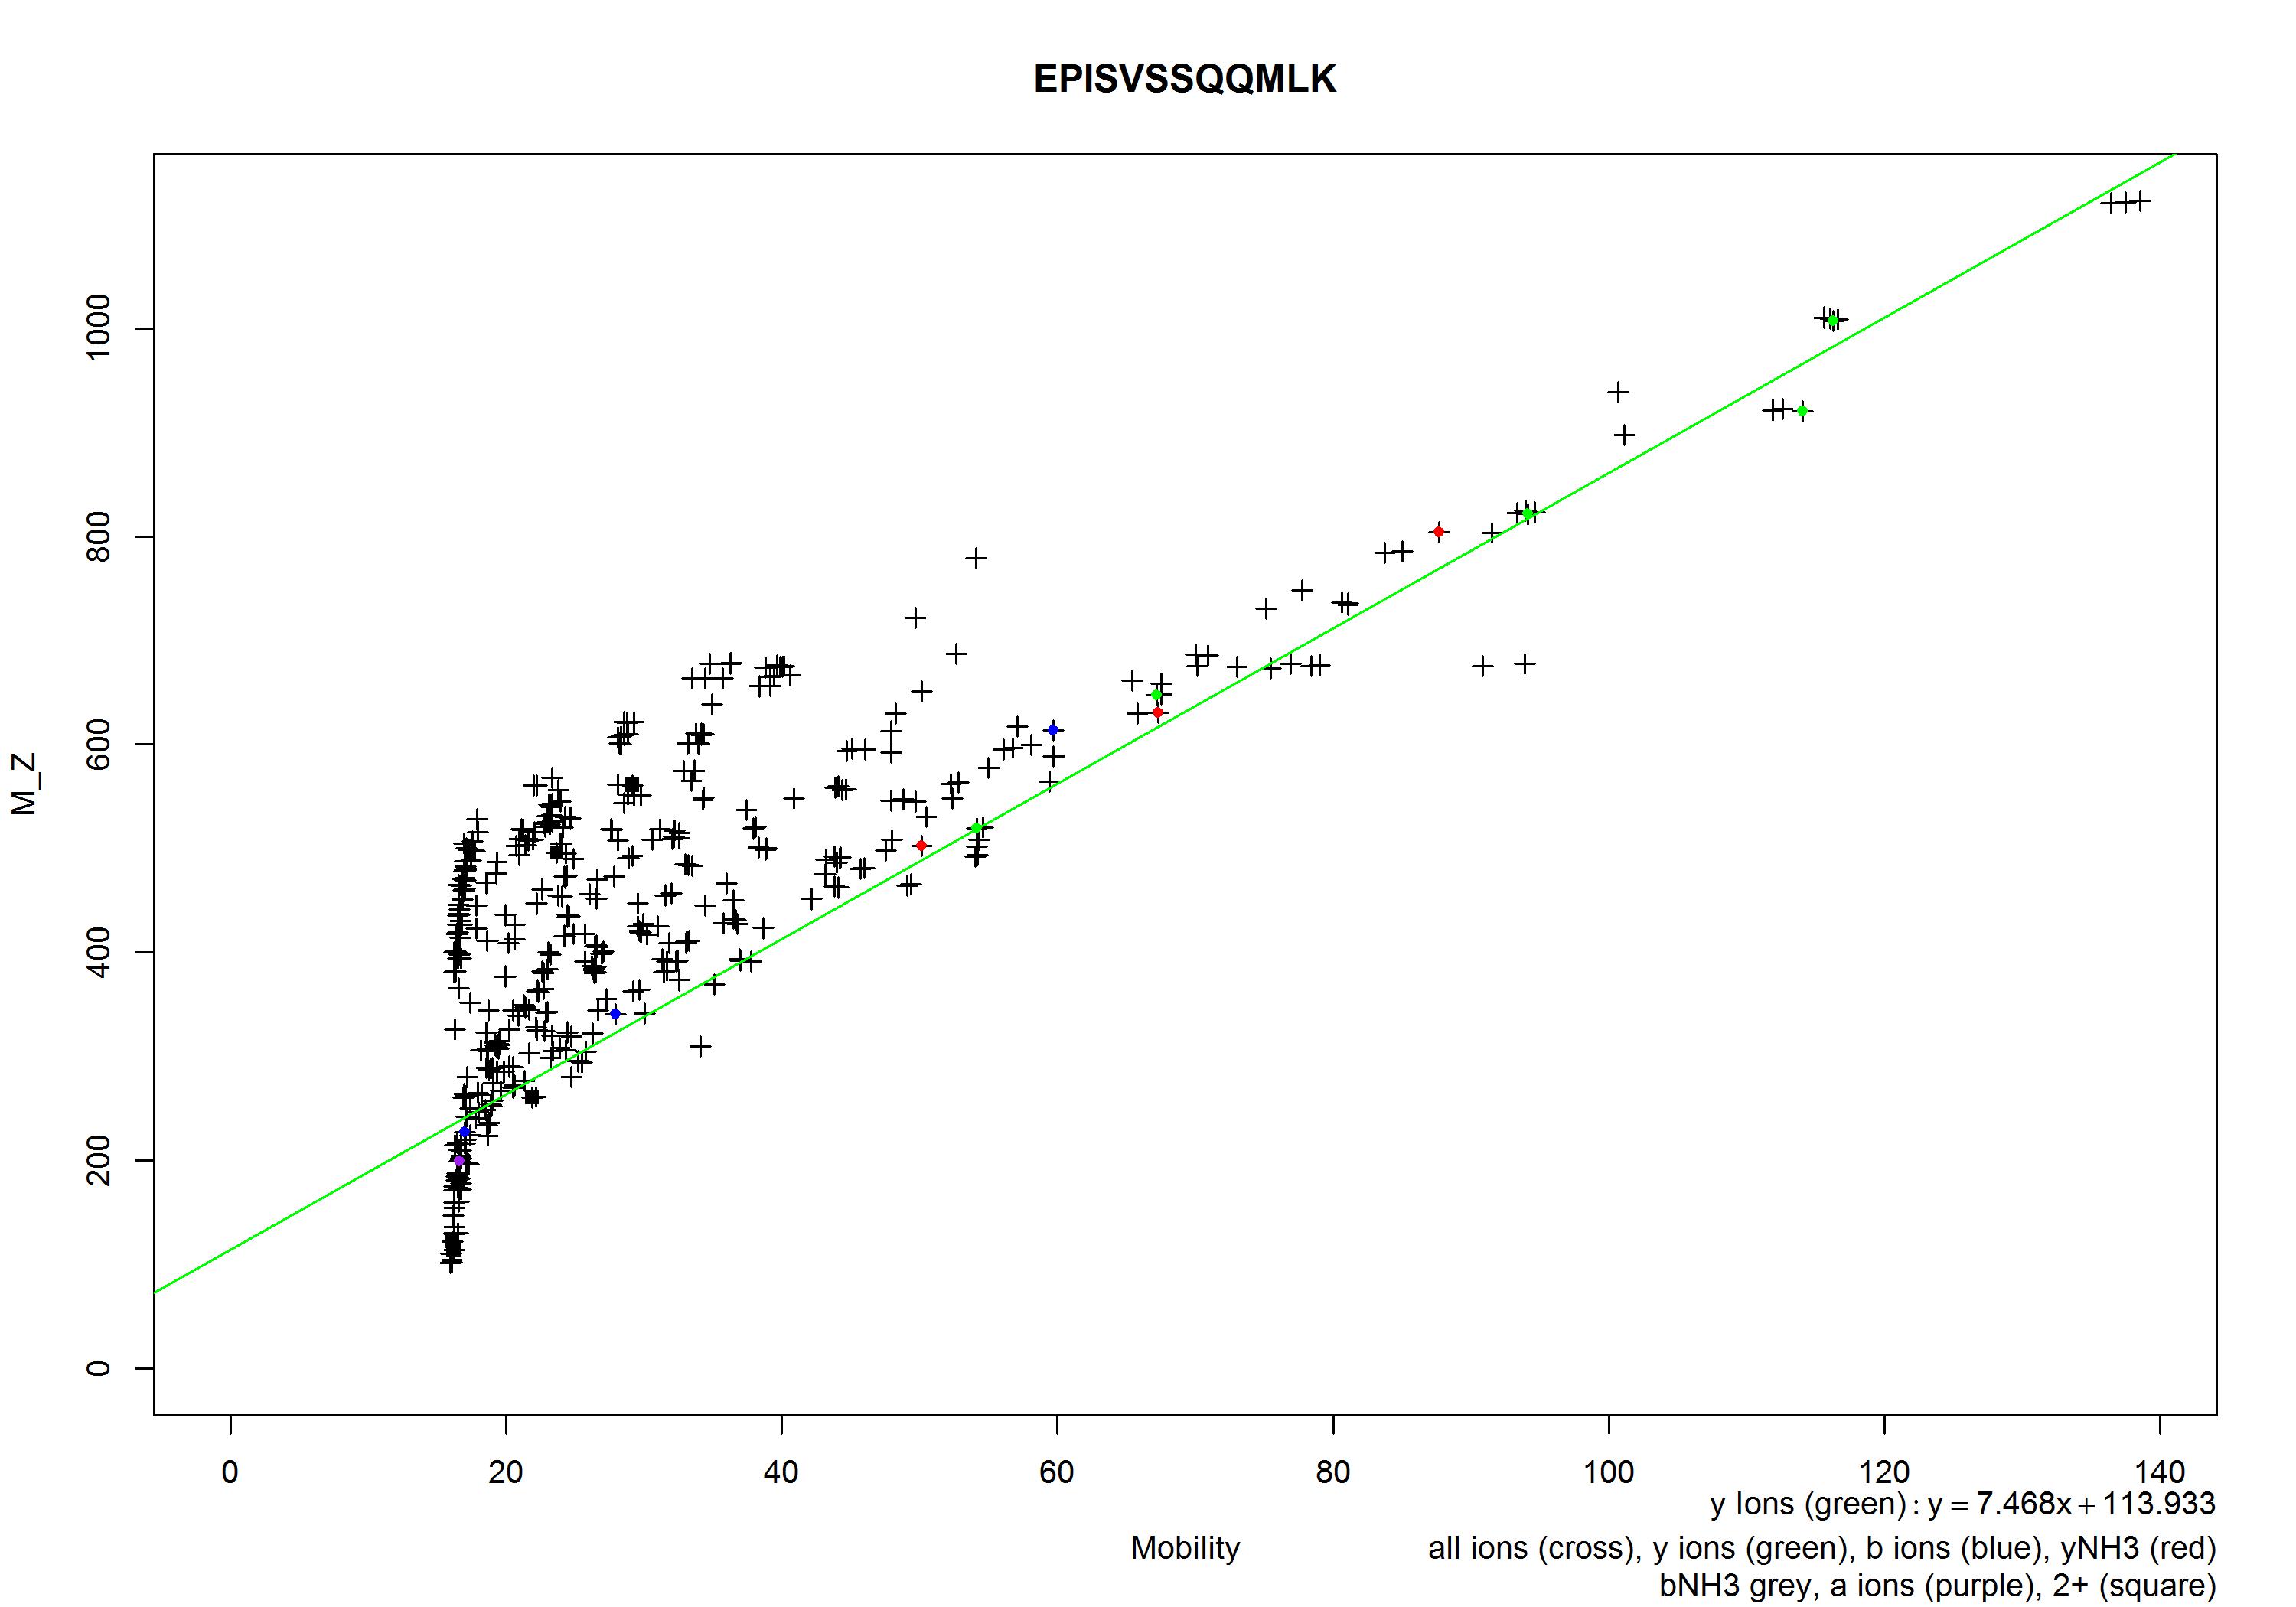 EPISVSSQQMLK
M_Z
1000
800
600
400
200
0
0 20 40 60 80 100 120 140
y Ions (green): y = 7.468x + 113.933
Mobility
all ions (cross), y ions (green), b ions (blue), yNH3 (red)
bNH3 grey, a ions (purple), 2+ (square)